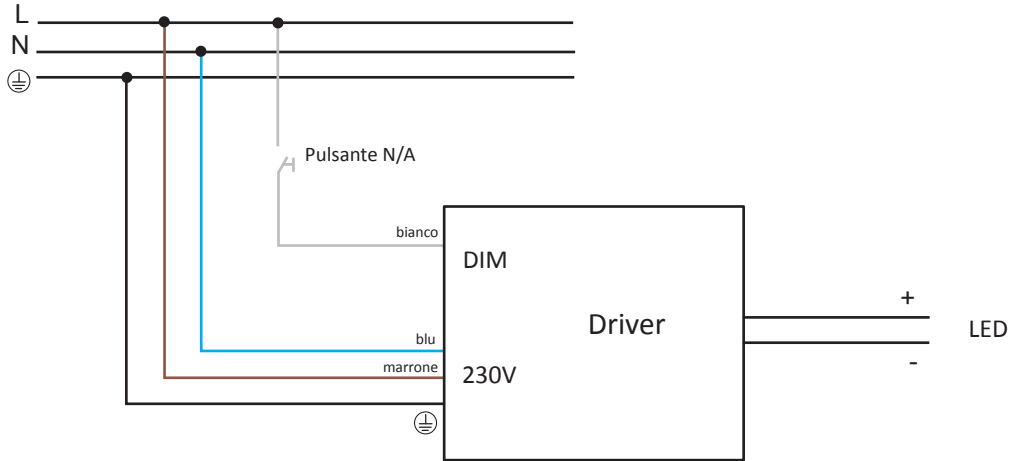 L
N
Pulsante N/A
bianco
DIM
Driver
blu
marrone
230V
+
-
LED